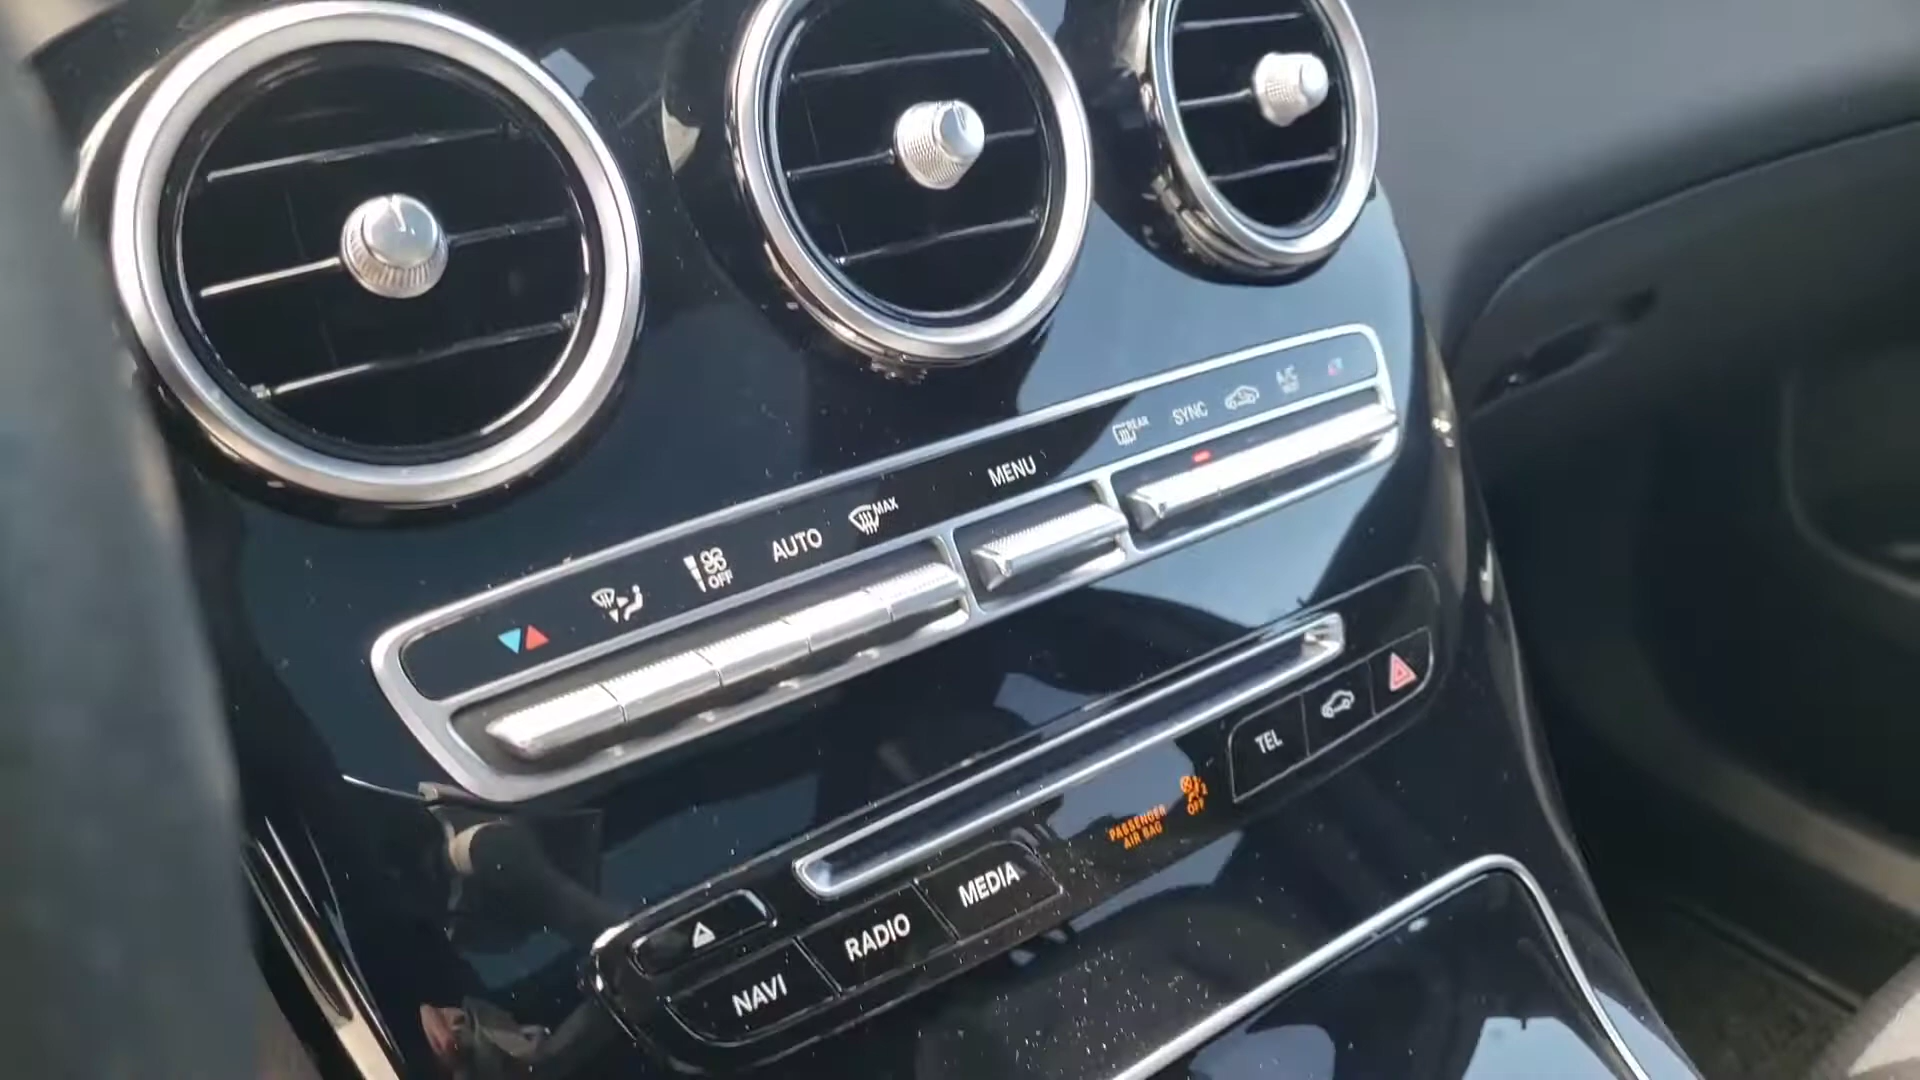 OFF
AUTO
MAX
MENU
REAR
SYNC
A/C
TEL
PASSENGER
AIR BAG
OFF
MEDIA
RADIO
NAVI